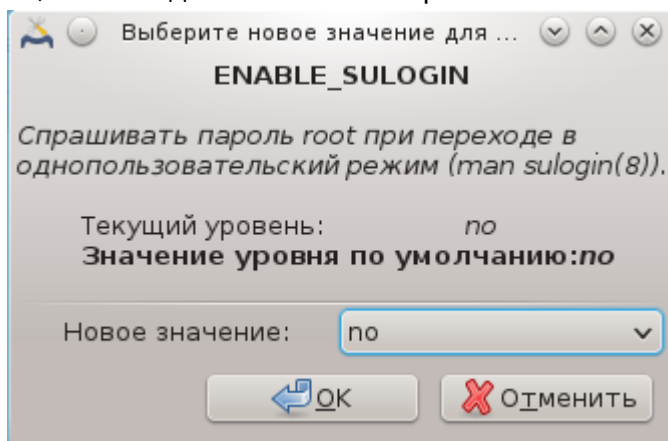 Выберите новое значение для ...
ENABLE_SULOGIN
Спрашивать пароль root при переходе в
однопользовательский режим (man sulogin(8)).
Текущий уровень: no
Значение уровня по умолчанию:no
Новое значение: no
OK Отменить